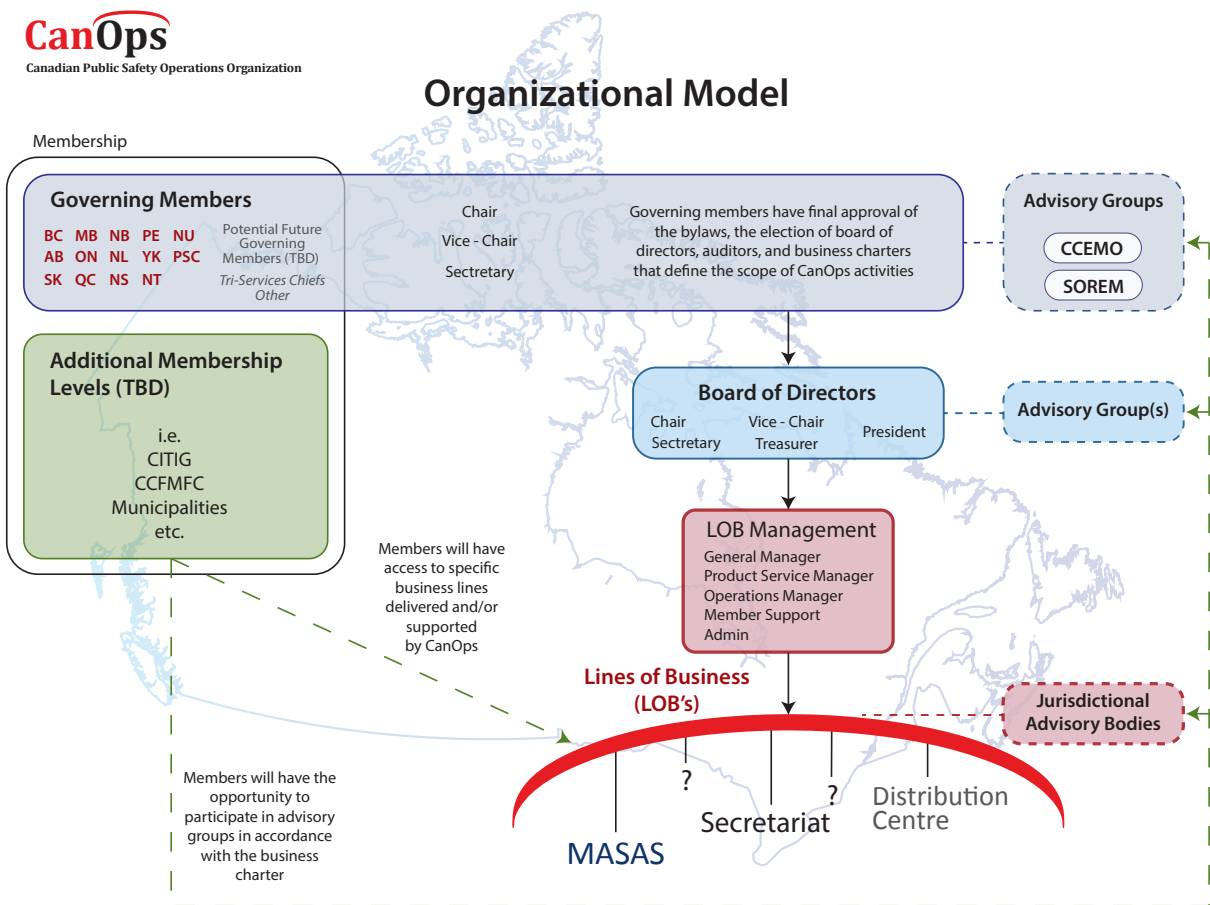 CanOps
Canadian Public Safety Operations Organization
Organizational Model
Membership
Governing Members
BC MB NB PE NU
AB ON NL YK PSC
SK QC NS NT
Potential Future
Governing
Members (TBD)
Tri-Services Chiefs
Other
Chair
Vice - Chair
Sectretary
Governing members have final approval of
the bylaws, the election of board of
directors, auditors, and business charters
that define the scope of CanOps activities
Advisory Groups
CCEMO
SOREM
Additional Membership
Levels (TBD)
i.e.
CITIG
CCFMFC
Municipalities
etc.
Board of Directors
Chair Vice - Chair President
Sectretary Treasurer
Advisory Group(s)
LOB Management
General Manager
Product Service Manager
Operations Manager
Member Support
Admin
Members will have
access to specific
business lines
delivered and/or
supported
by CanOps
Lines of Business
(LOB's)
Jurisdictional
Advisory Bodies
Members will have the
opportunity to
participate in advisory
groups in accordance
with the business
charter
MASAS
?
Secretariat
?
Distribution
Centre